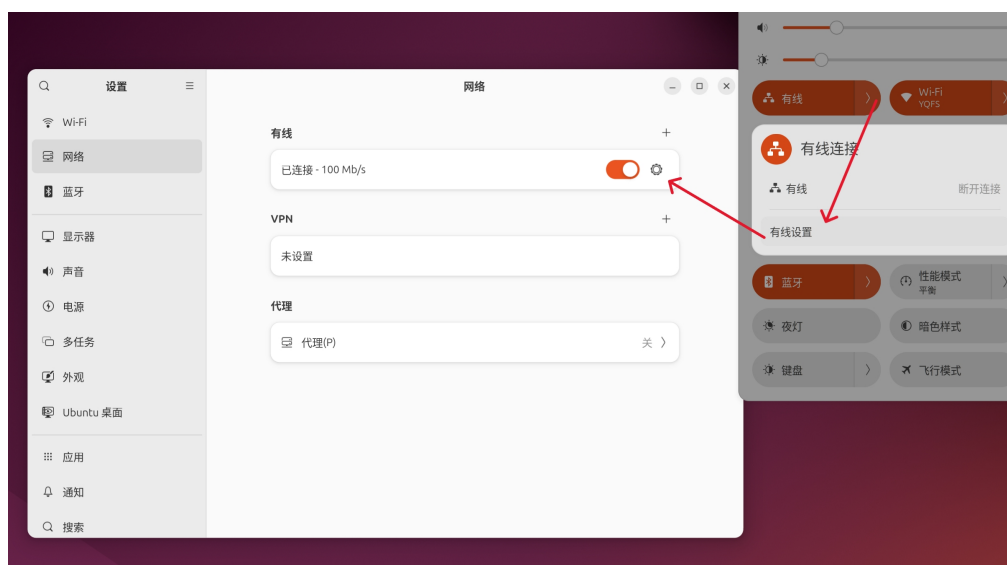 设置
Wi-Fi
网络
蓝牙
显示器
声音
电源
多任务
外观
Ubuntu 桌面
应用
通知
搜索
网络
有线
已连接 - 100 Mb/s
VPN
未设置
代理
代理(P)
关
有线
Wi-Fi
YQFS
有线连接
有线
断开连接
有线设置
蓝牙
性能模式
平衡
夜灯
暗色样式
键盘
飞行模式